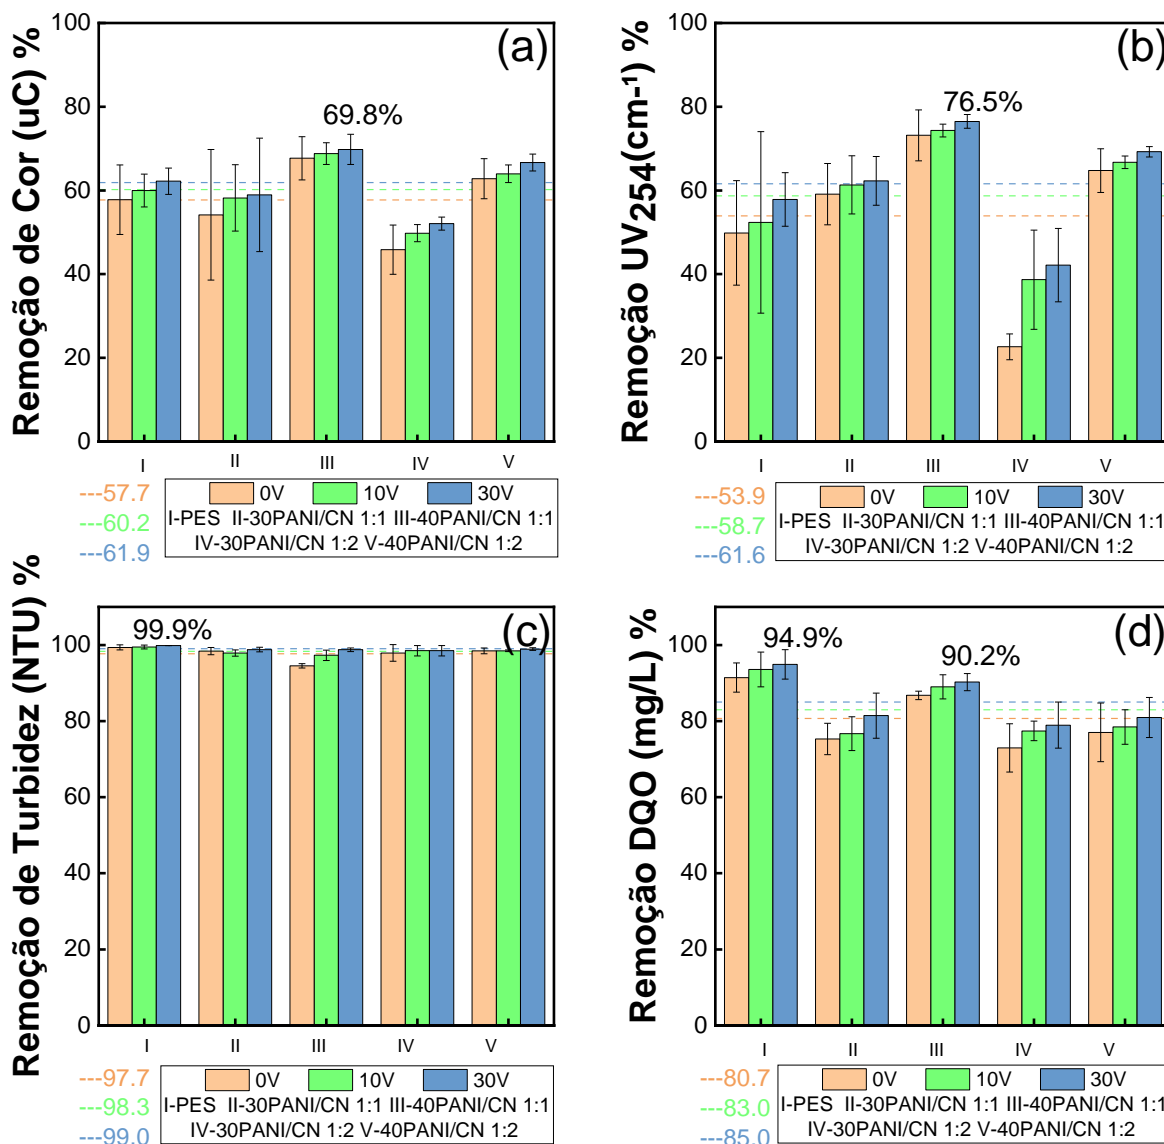 Remoção de Cor (uC) %
100
80
60
40
20
0
(a)
69.8%
I II III IV V
---57.7
---60.2
---61.9
0V 10V 30V
I-PES II-30PANI/CN 1:1 III-40PANI/CN 1:1
IV-30PANI/CN 1:2 V-40PANI/CN 1:2
Remoção UV254(cm-¹) %
100
80
60
40
20
0
(b)
76.5%
I II III IV V
---53.9
---58.7
---61.6
0V 10V 30V
I-PES II-30PANI/CN 1:1 III-40PANI/CN 1:1
IV-30PANI/CN 1:2 V-40PANI/CN 1:2
Remoção de Turbidez (NTU) %
100
80
60
40
20
0
(c)
99.9%
I II III IV V
---97.7
---98.3
---99.0
0V 10V 30V
I-PES II-30PANI/CN 1:1 III-40PANI/CN 1:1
IV-30PANI/CN 1:2 V-40PANI/CN 1:2
Remoção DQO (mg/L) %
100
80
60
40
20
0
(d)
94.9%
90.2%
I II III IV V
---80.7
---83.0
---85.0
0V 10V 30V
I-PES II-30PANI/CN 1:1 III-40PANI/CN 1:1
IV-30PANI/CN 1:2 V-40PANI/CN 1:2